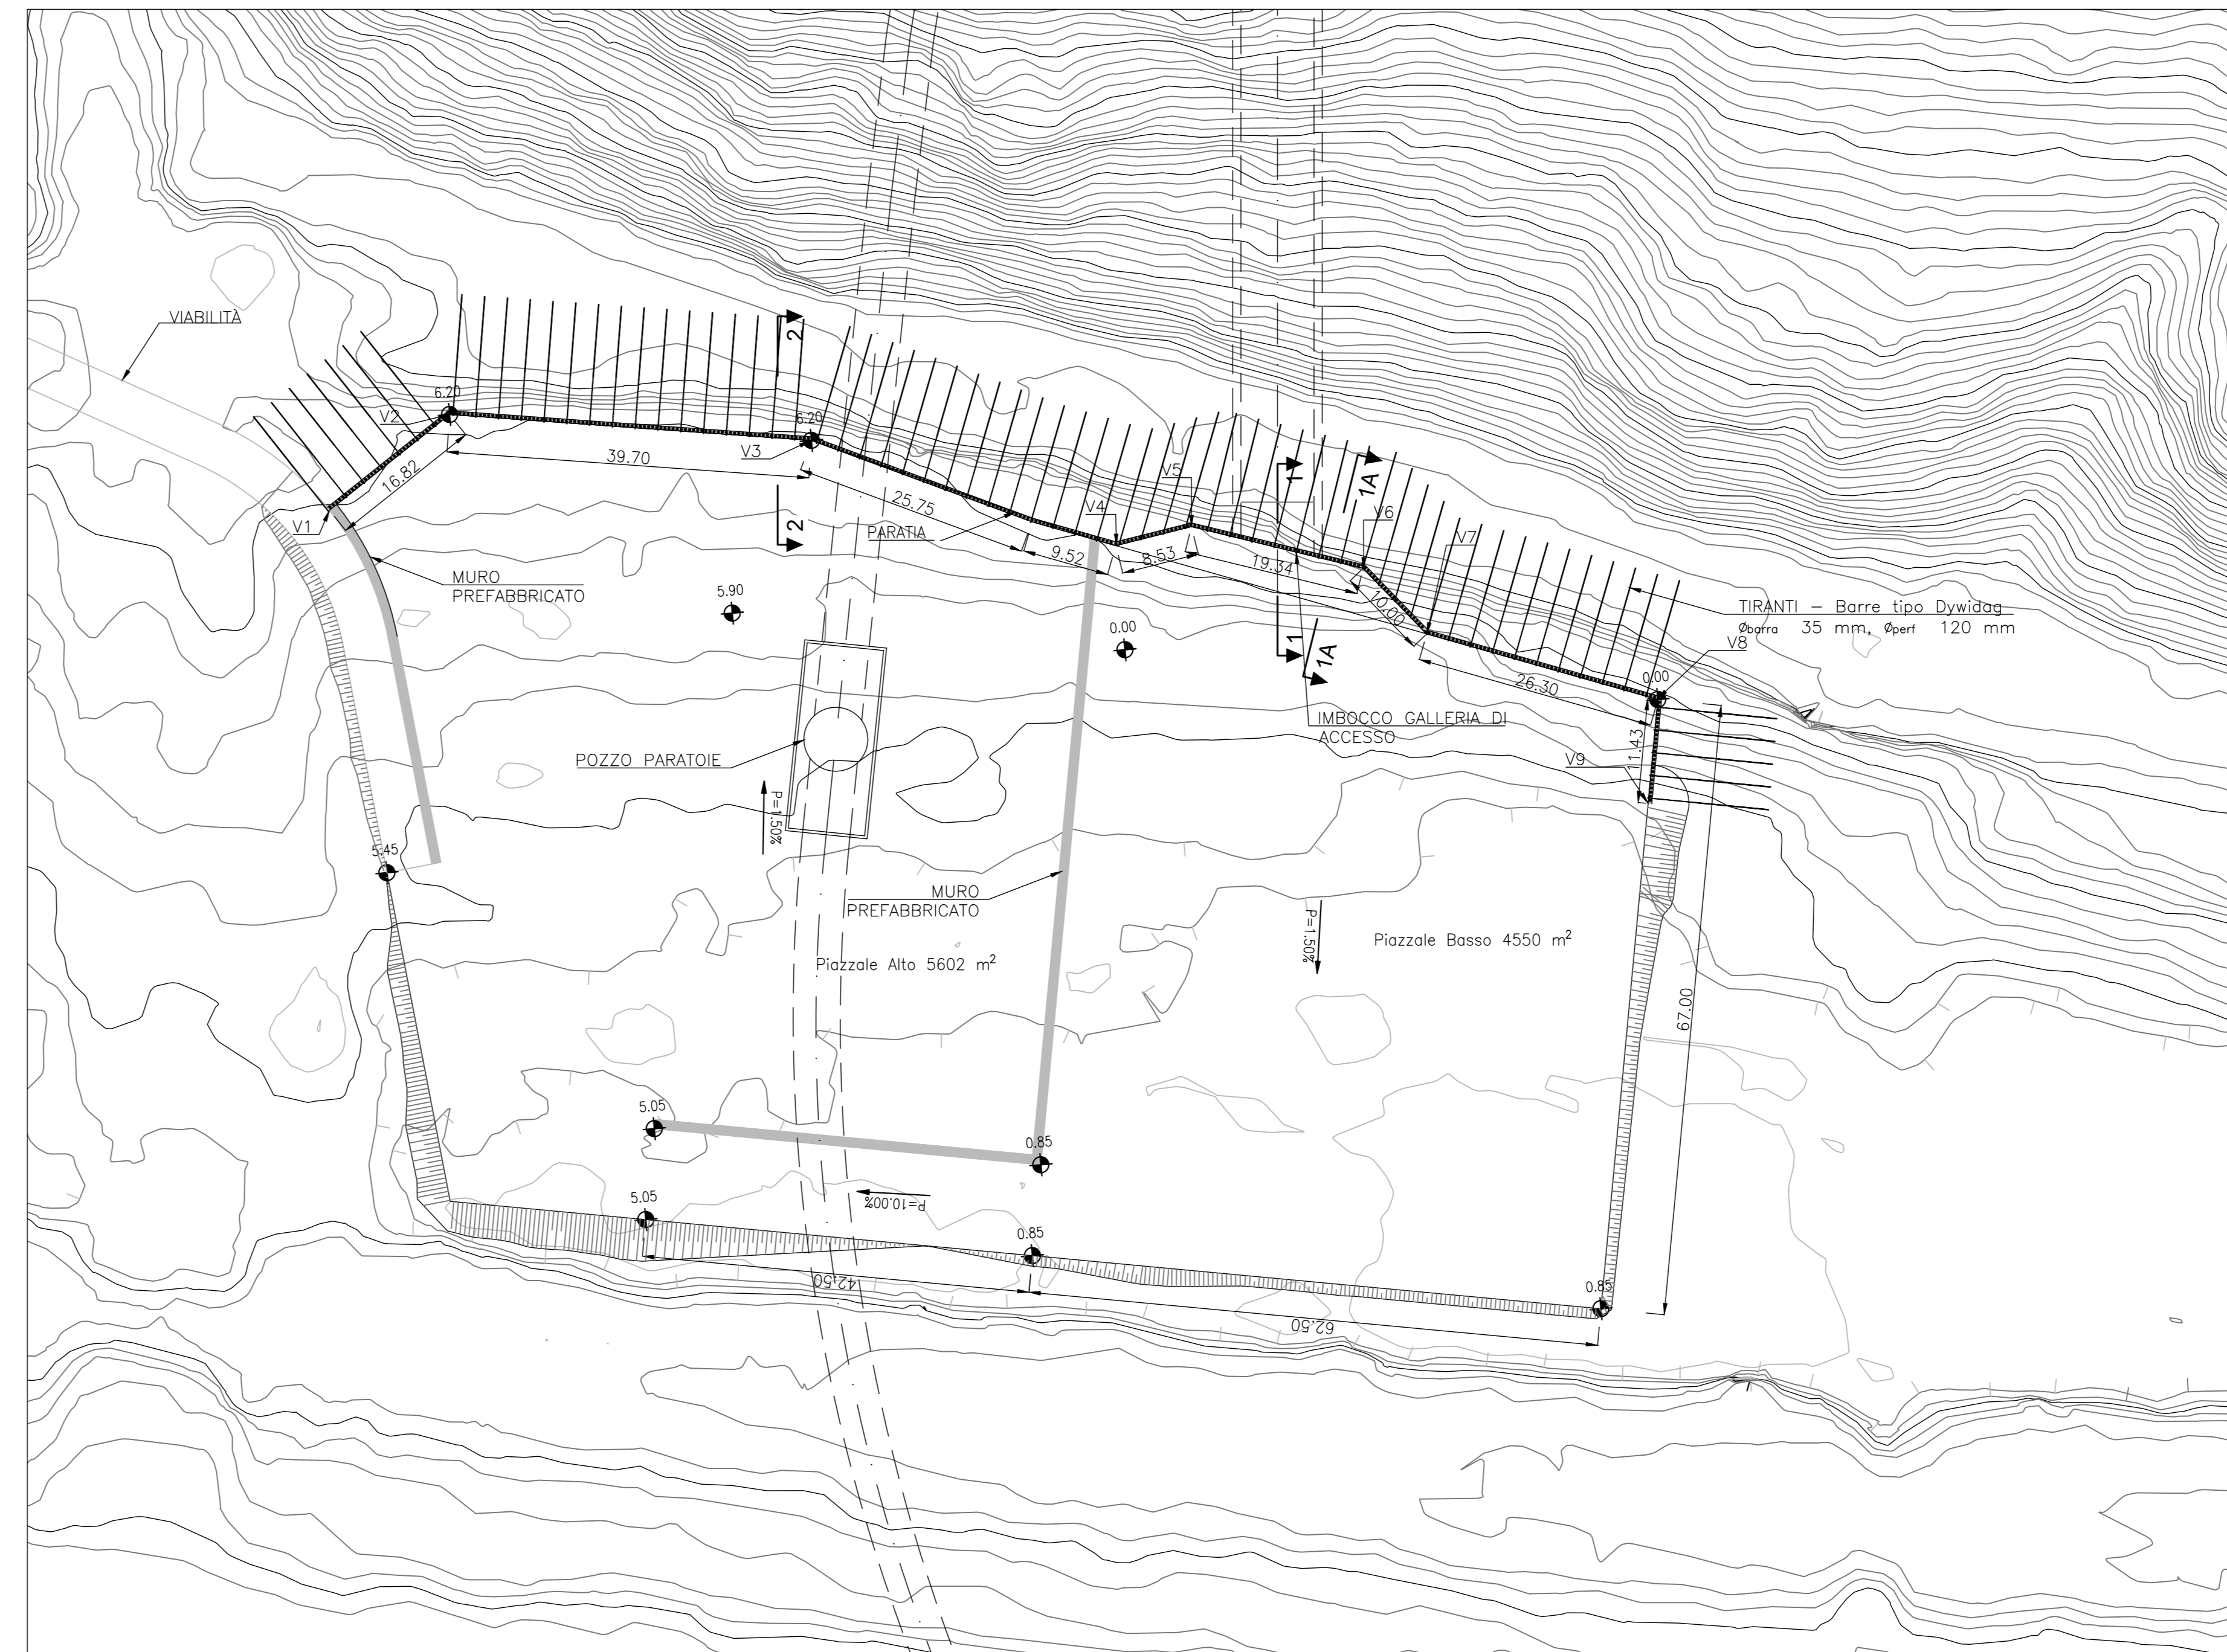 VIABILITÀ
2
6.20
V2
6.20
V3
39.70
16.82
25.75
V1
PARATIA
2
V4
V5
1
1A
V6
V7
9.52
8.53
19.34
10.00
MURO
PREFABBRICATO
5.90
0.00
1
1A
TIRANTI – Barre tipo Dywidag
Øbarra 35 mm, Øperf 120 mm
V8
0.00
26.30
IMBOCCO GALLERIA DI
ACCESSO
11.43
V9
POZZO PARATOIE
P=1.50%
5.45
MURO
PREFABBRICATO
P=1.50%
Piazzale Basso 4550 m²
Piazzale Alto 5602 m²
67.00
5.05
0.85
P=10.00%
5.05
0.85
42.50
0.85
62.50